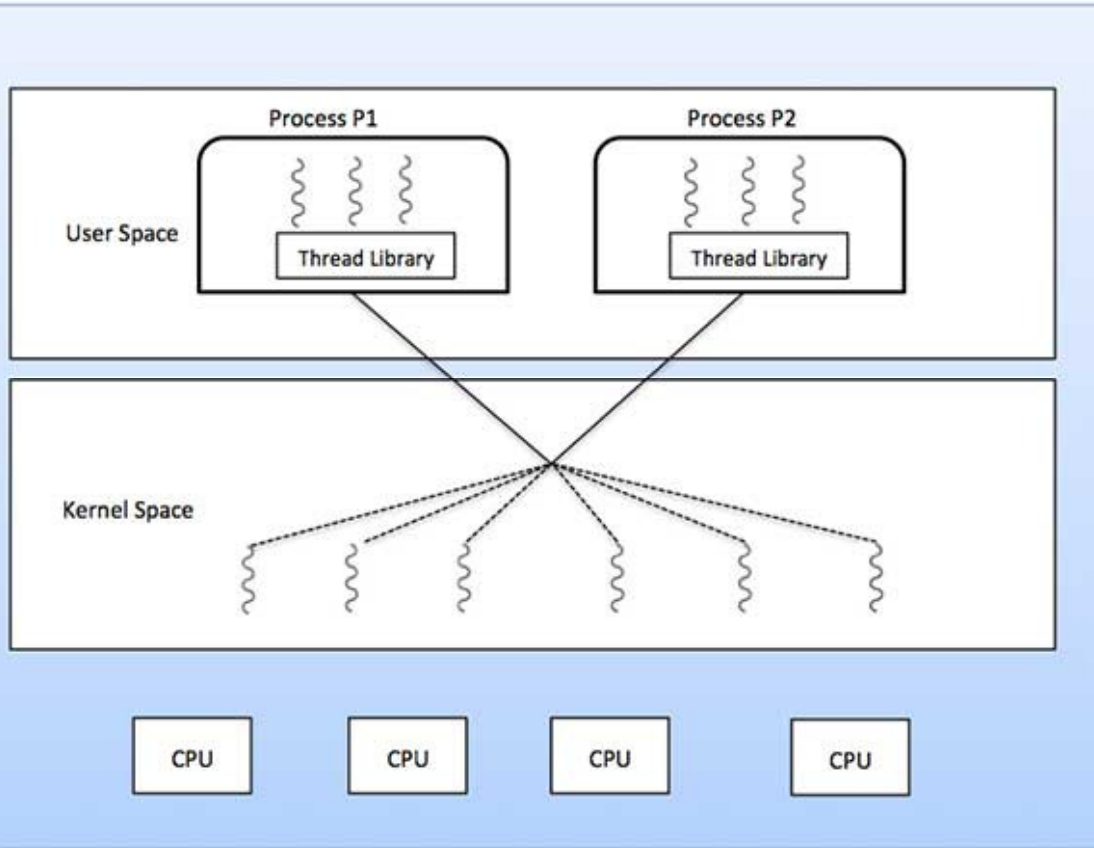 Process P1
Process P2
User Space
Thread Library
Thread Library
Kernel Space
CPU
CPU
CPU
CPU